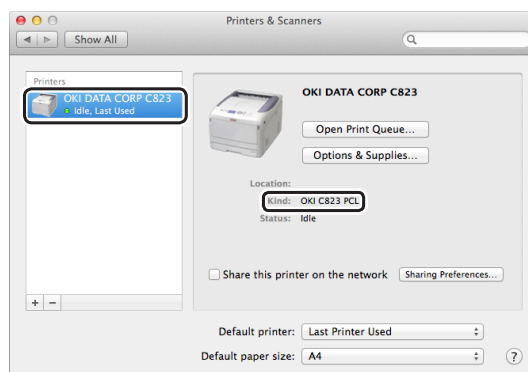 Printers & Scanners
Show All
Printers
OKI DATA CORP C823
Idle, Last Used
OKI DATA CORP C823
Open Print Queue...
Options & Supplies...
Location:
Kind: OKI C823 PCL
Status: Idle
Share this printer on the network Sharing Preferences...
+ −
Default printer: Last Printer Used
Default paper size: A4 ?